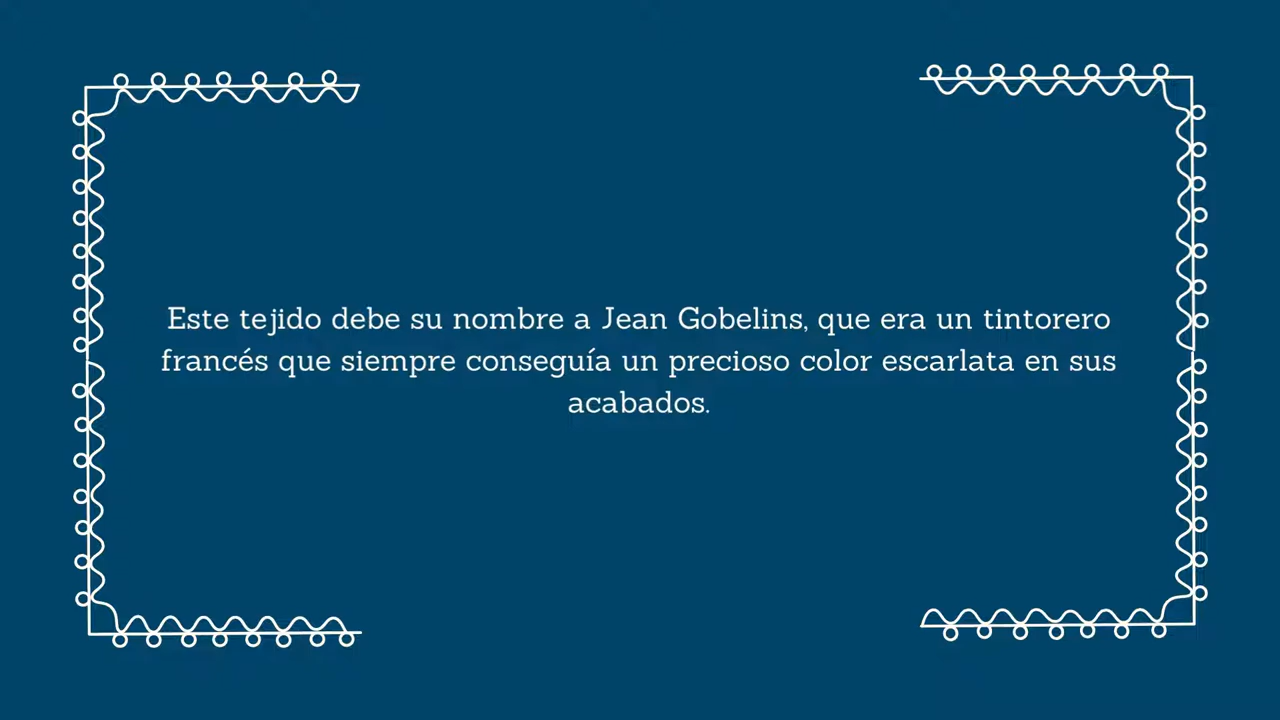 Este tejido debe su nombre a Jean Gobelins, que era un tintorero
francés que siempre conseguía un precioso color escarlata en sus
acabados.